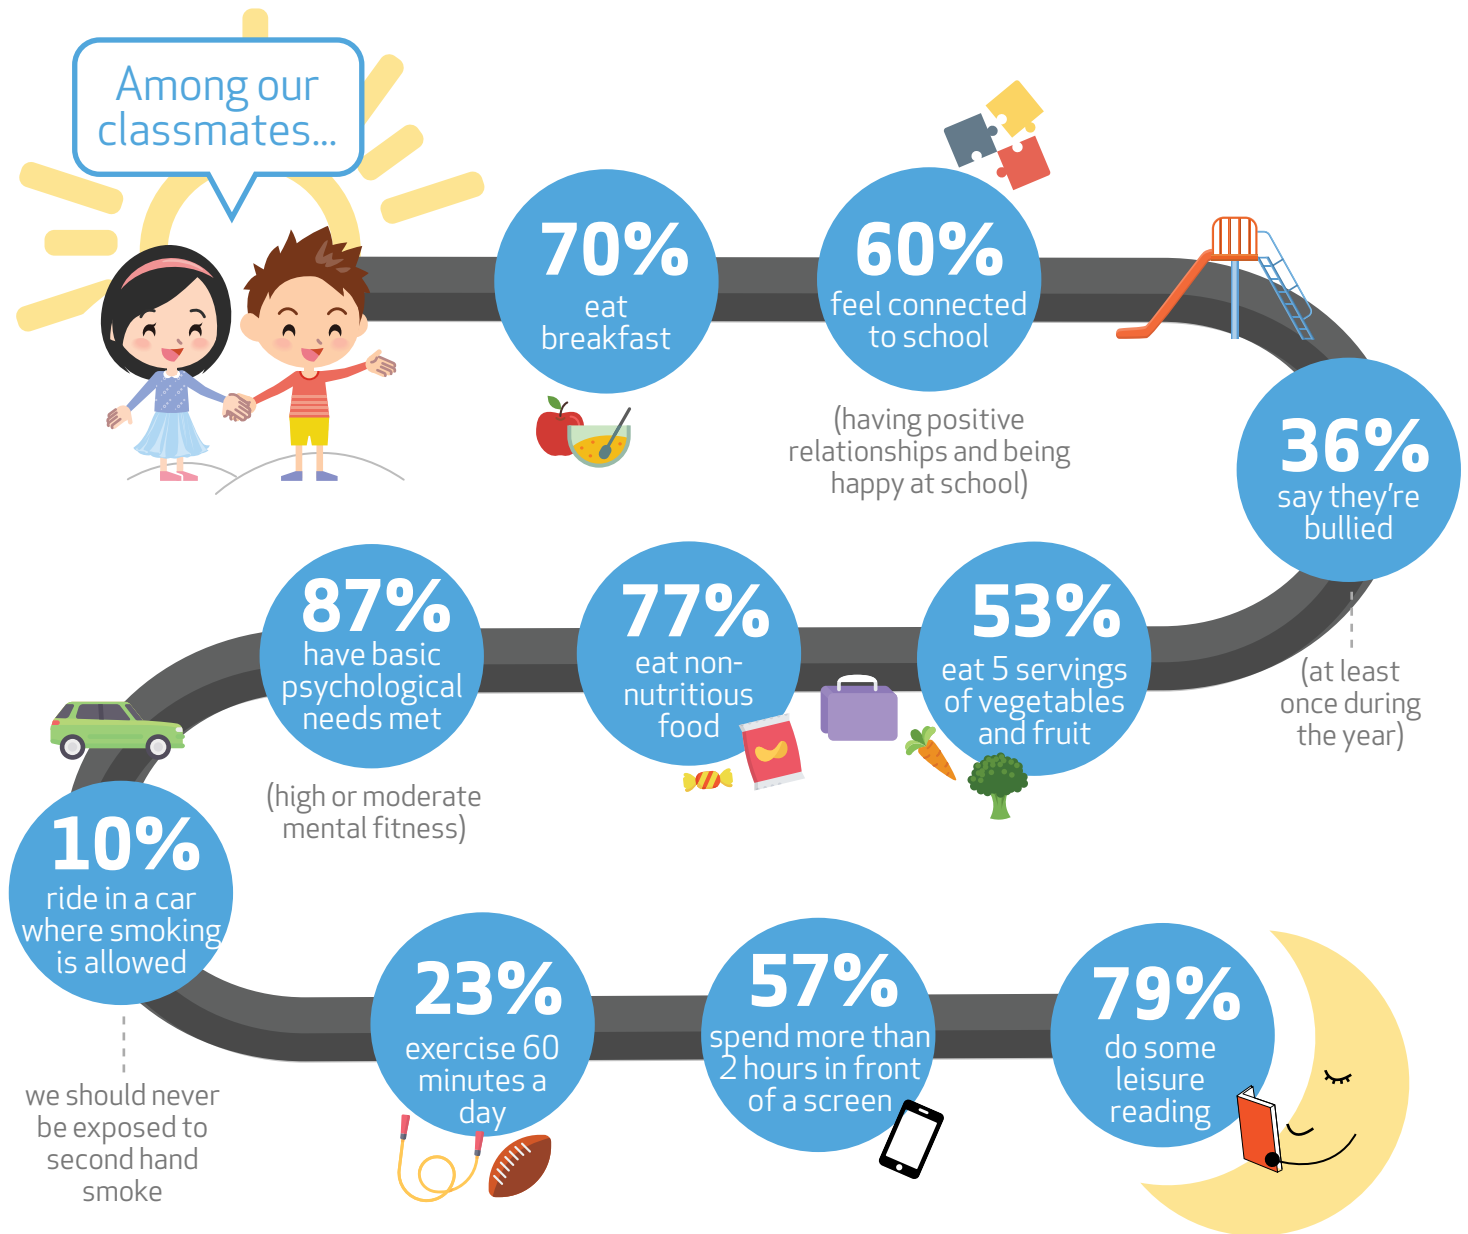 Among our
classmates...
70%
eat
breakfast
60%
feel connected
to school
(having positive
relationships and being
happy at school)
36%
say they’re
bullied
(at least
once during
the year)
53%
eat 5 servings
of vegetables
and fruit
77%
eat non-
nutritious
food
87%
have basic
psychological
needs met
(high or moderate
mental fitness)
10%
ride in a car
where smoking
is allowed
we should never
be exposed to
second hand
smoke
23%
exercise 60
minutes a
day
57%
spend more than
2 hours in front
of a screen
79%
do some
leisure
reading